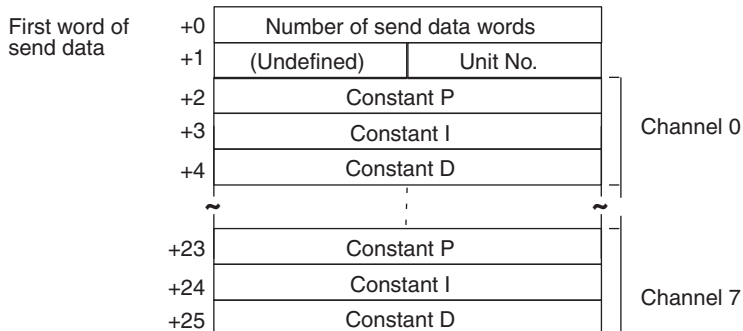 First word of
send data
+0 Number of send data words
+1 (Undefined) Unit No.
+2 Constant P
+3 Constant I
+4 Constant D
Channel 0
~ ~
+23 Constant P
+24 Constant I
+25 Constant D
Channel 7